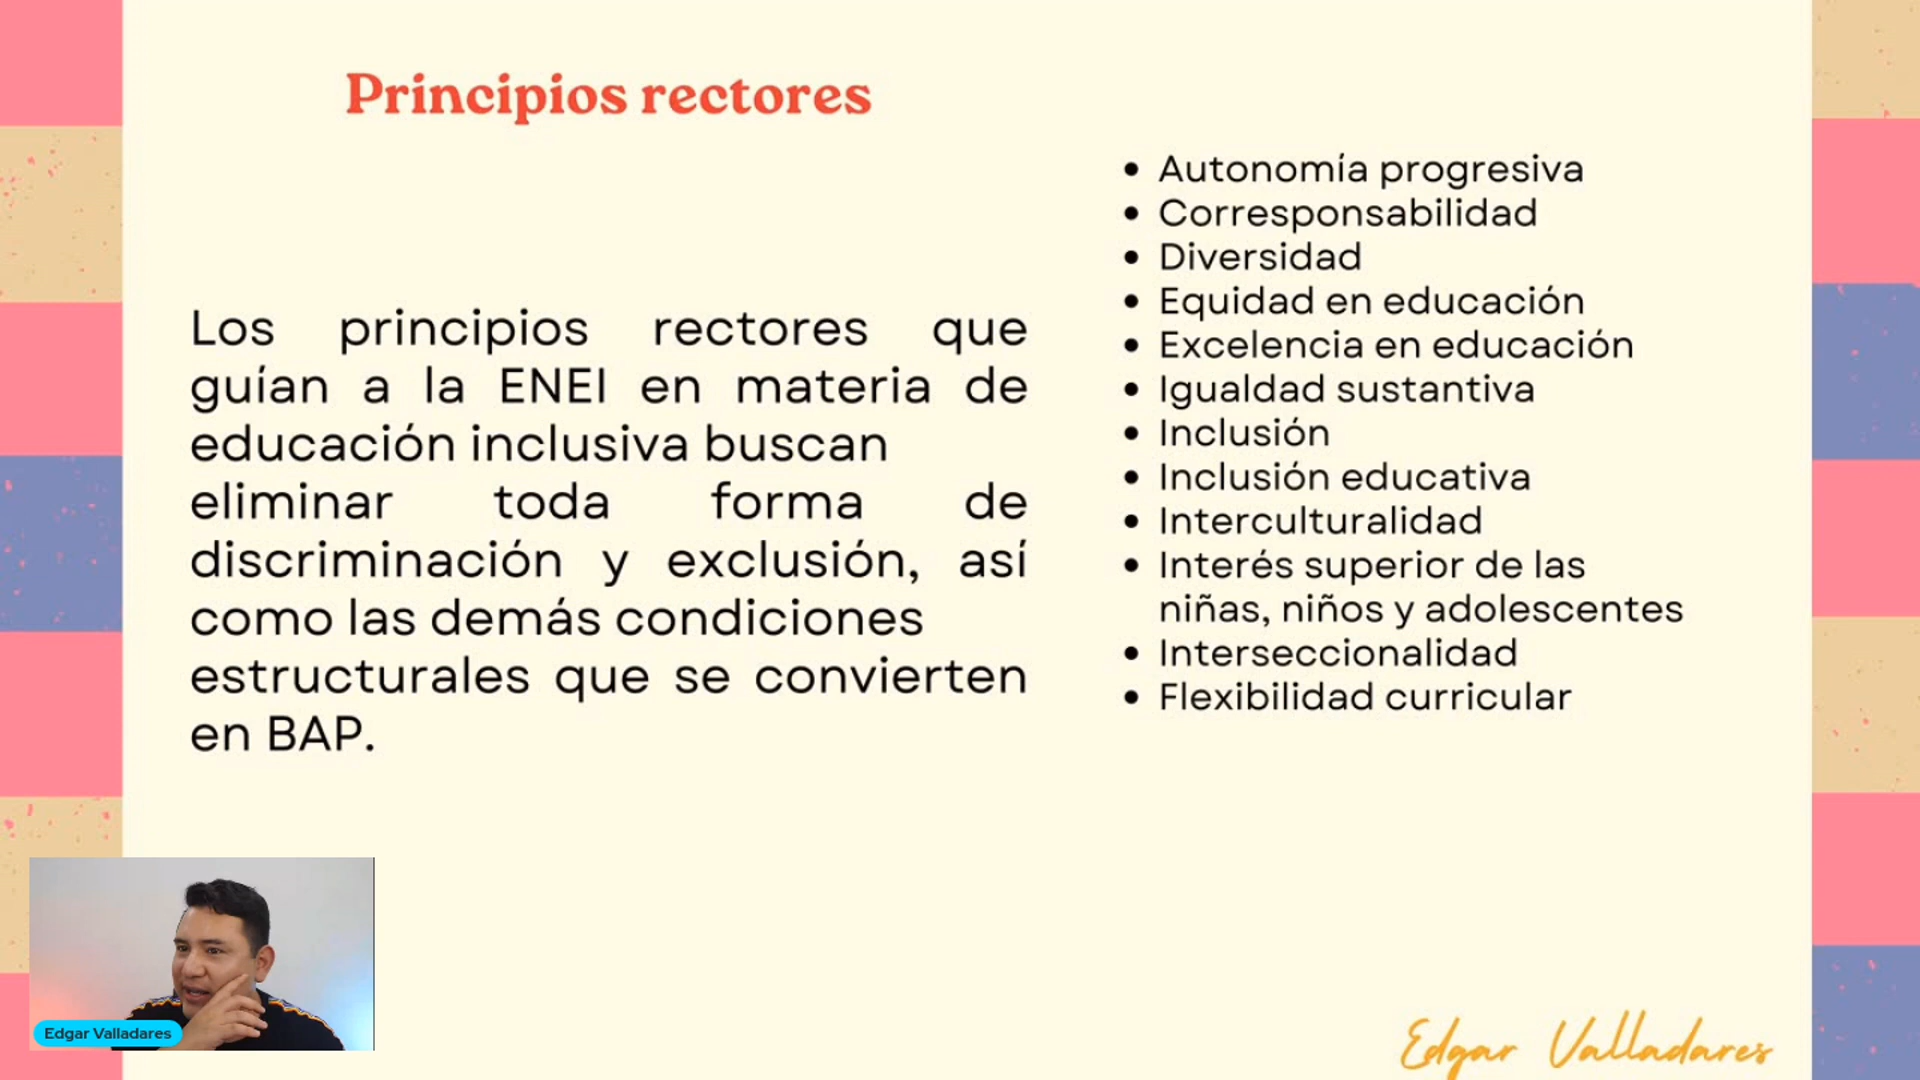 Principios rectores
Los principios rectores que
guían a la ENEI en materia de
educación inclusiva buscan
eliminar toda forma de
discriminación y exclusión, así
como las demás condiciones
estructurales que se convierten
en BAP.
• Autonomía progresiva
• Corresponsabilidad
• Diversidad
• Equidad en educación
• Excelencia en educación
• Igualdad sustantiva
• Inclusión
• Inclusión educativa
• Interculturalidad
• Interés superior de las
niñas, niños y adolescentes
• Interseccionalidad
• Flexibilidad curricular
Edgar Valladares
Edgar Valladares